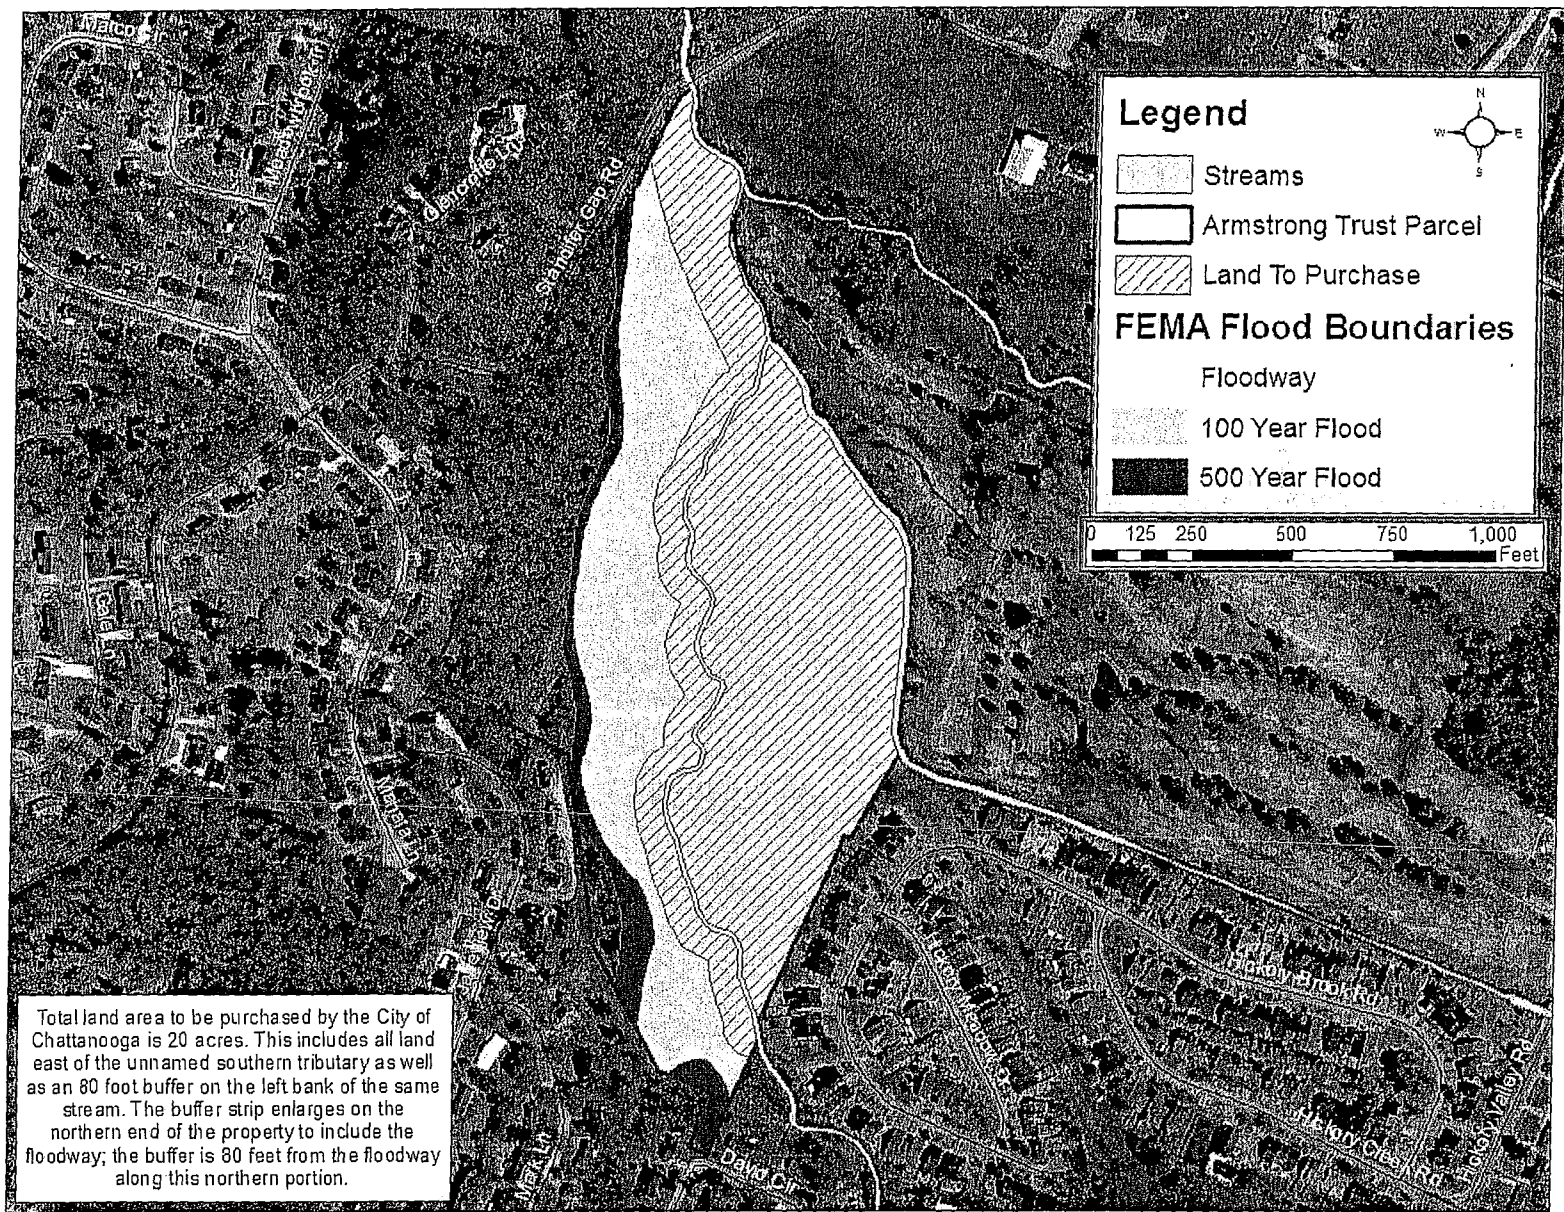 Legend
N
W E
S
Streams
Armstrong Trust Parcel
Land To Purchase
FEMA Flood Boundaries
Floodway
100 Year Flood
500 Year Flood
0 125 250 500 750 1,000
Feet
Meadowpole Ln
Gap Rd
Hickory Brook Rd
Hickory Valley Rd
David Cir
Total land area to be purchased by the City of
Chattanooga is 20 acres. This includes all land
east of the unnamed southern tributary as well
as an 80 foot buffer on the left bank of the same
stream. The buffer strip enlarges on the
northern end of the property to include the
floodway; the buffer is 80 feet from the floodway
along this northern portion.